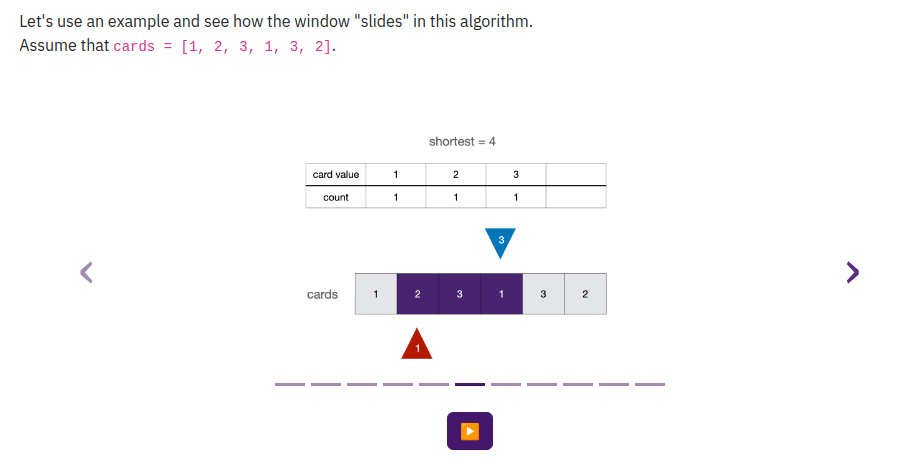 Let's use an example and see how the window "slides" in this algorithm.
Assume that cards = [1, 2, 3, 1, 3, 2].
shortest = 4
card value 1 2 3
count 1 1 1
3
cards 1 2 3 1 3 2
1